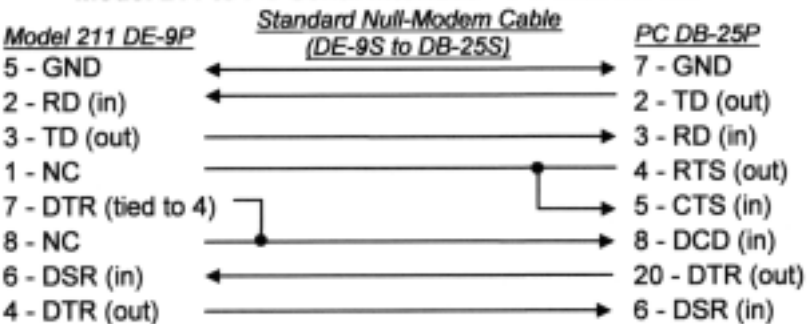 Standard Null-Modem Cable
Model 211 DE-9P (DE-9S to DB-25S) PC DB-25P
5 - GND 7 - GND
2 - RD (in) 2 - TD (out)
3 - TD (out) 3 - RD (in)
1 - NC 4 - RTS (out)
7 - DTR (tied to 4) 5 - CTS (in)
8 - NC 8 - DCD (in)
6 - DSR (in) 20 - DTR (out)
4 - DTR (out) 6 - DSR (in)